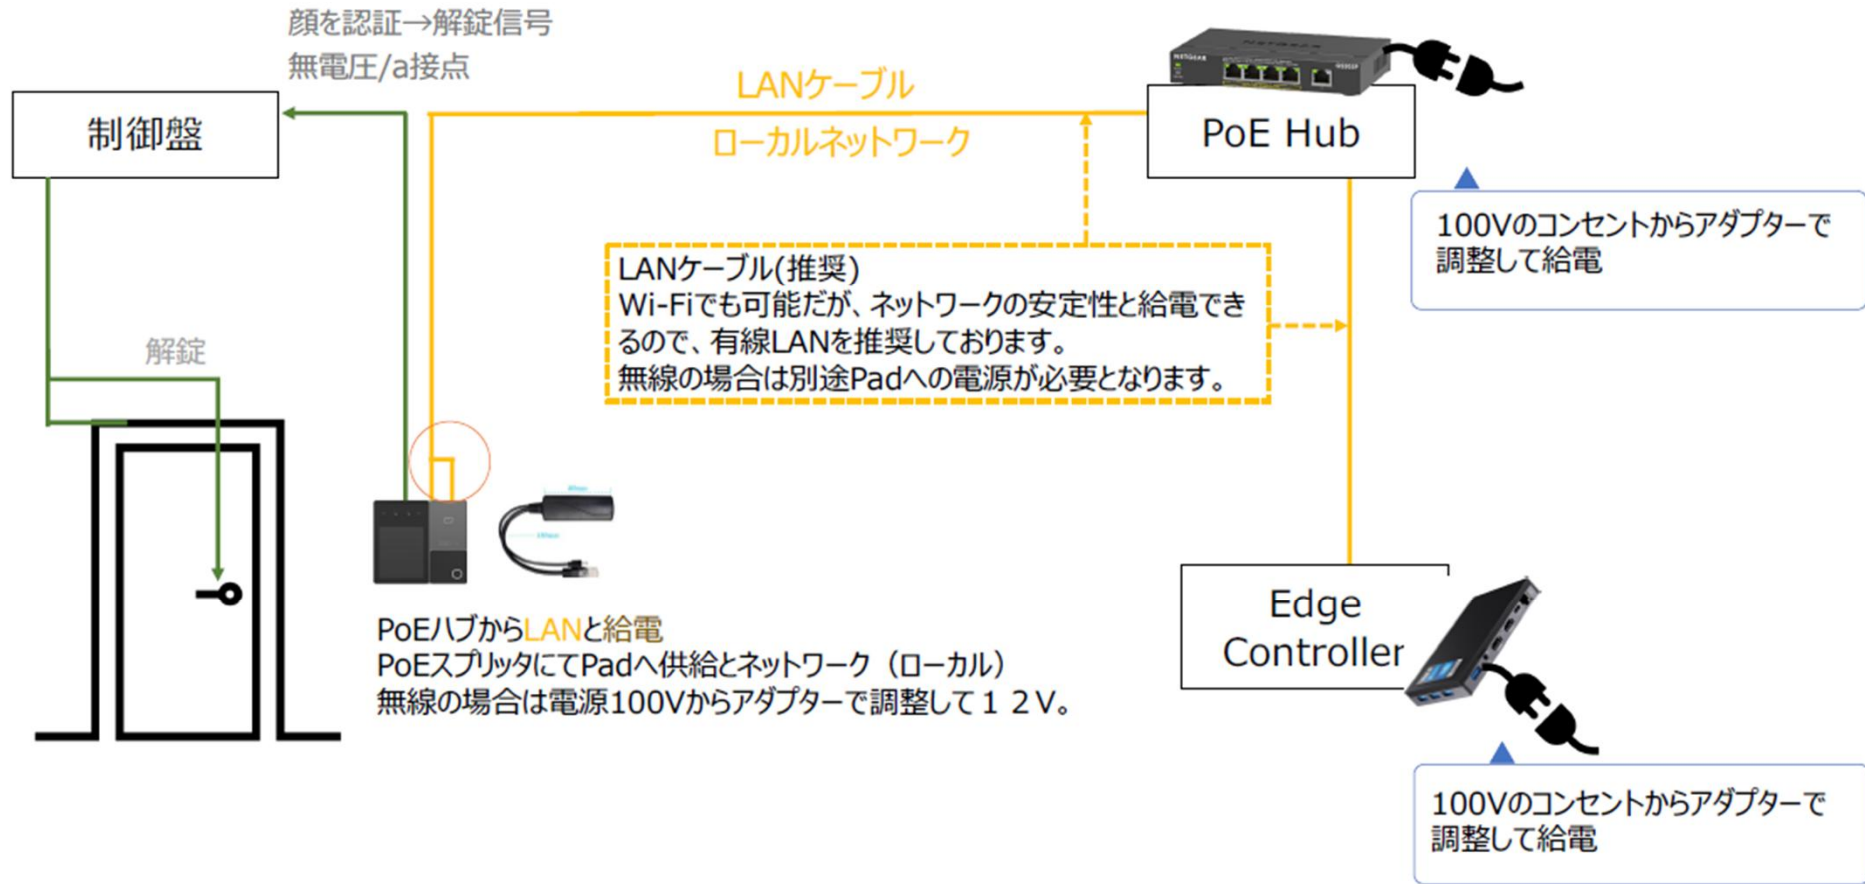 顔を認証→解錠信号
無電圧/a接点
制御盤
LANケーブル
ローカルネットワーク
NETGEAR
PoE Hub
100Vのコンセントからアダプターで
調整して給電
LANケーブル(推奨)
Wi-Fiでも可能だが、ネットワークの安定性と給電でき
るので、有線LANを推奨しております。
無線の場合は別途Padへの電源が必要となります。
解錠
PoEハブからLANと給電
PoEスプリッタにてPadへ供給とネットワーク（ローカル）
無線の場合は電源100Vからアダプターで調整して１２V。
Edge
Controller
100Vのコンセントからアダプターで
調整して給電